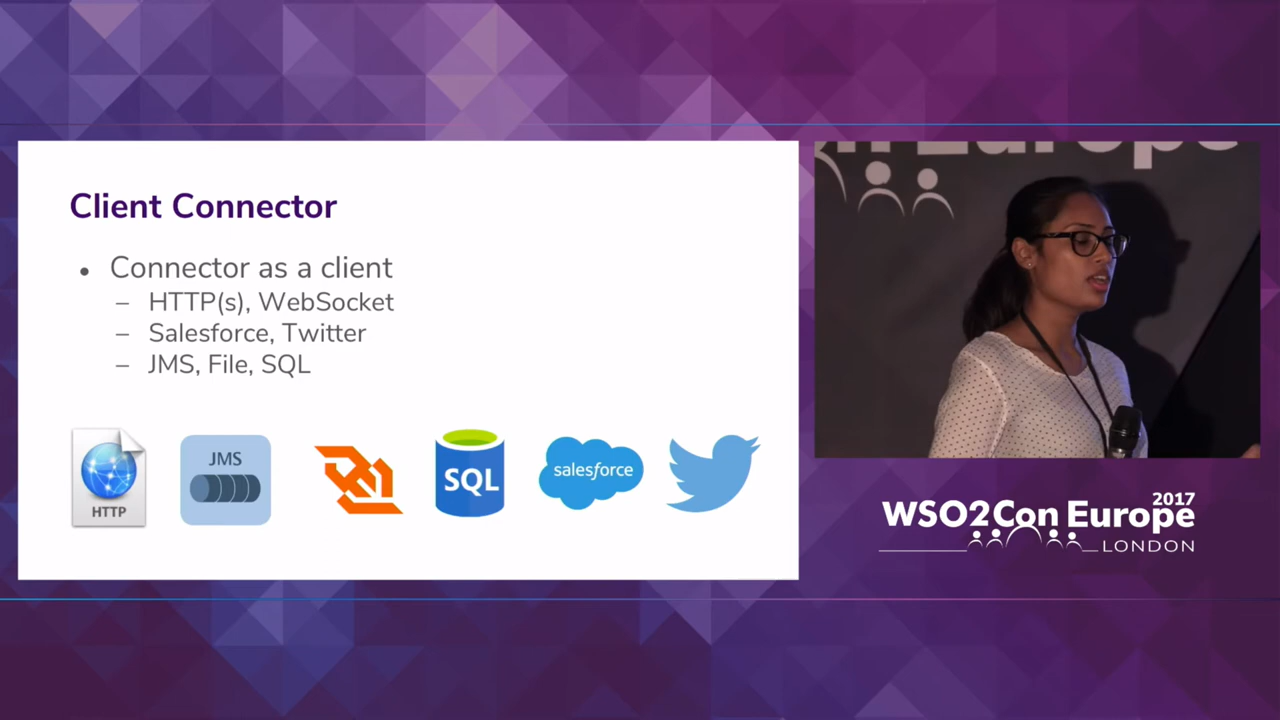 Client Connector
• Connector as a client
– HTTP(s), WebSocket
– Salesforce, Twitter
– JMS, File, SQL
HTTP
JMS
SQL
salesforce
Europe
WSO2Con Europe
2017
LONDON